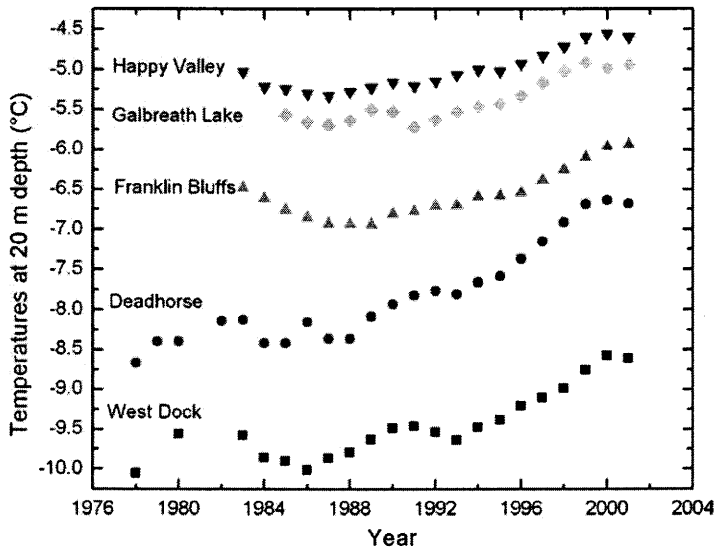 -4.5
-5.0
-5.5
-6.0
-6.5
-7.0
-7.5
-8.0
-8.5
-9.0
-9.5
-10.0
Temperatures at 20 m depth (°C)
Happy Valley
Galbreath Lake
Franklin Bluffs
Deadhorse
West Dock
1976 1980 1984 1988 1992 1996 2000 2004
Year